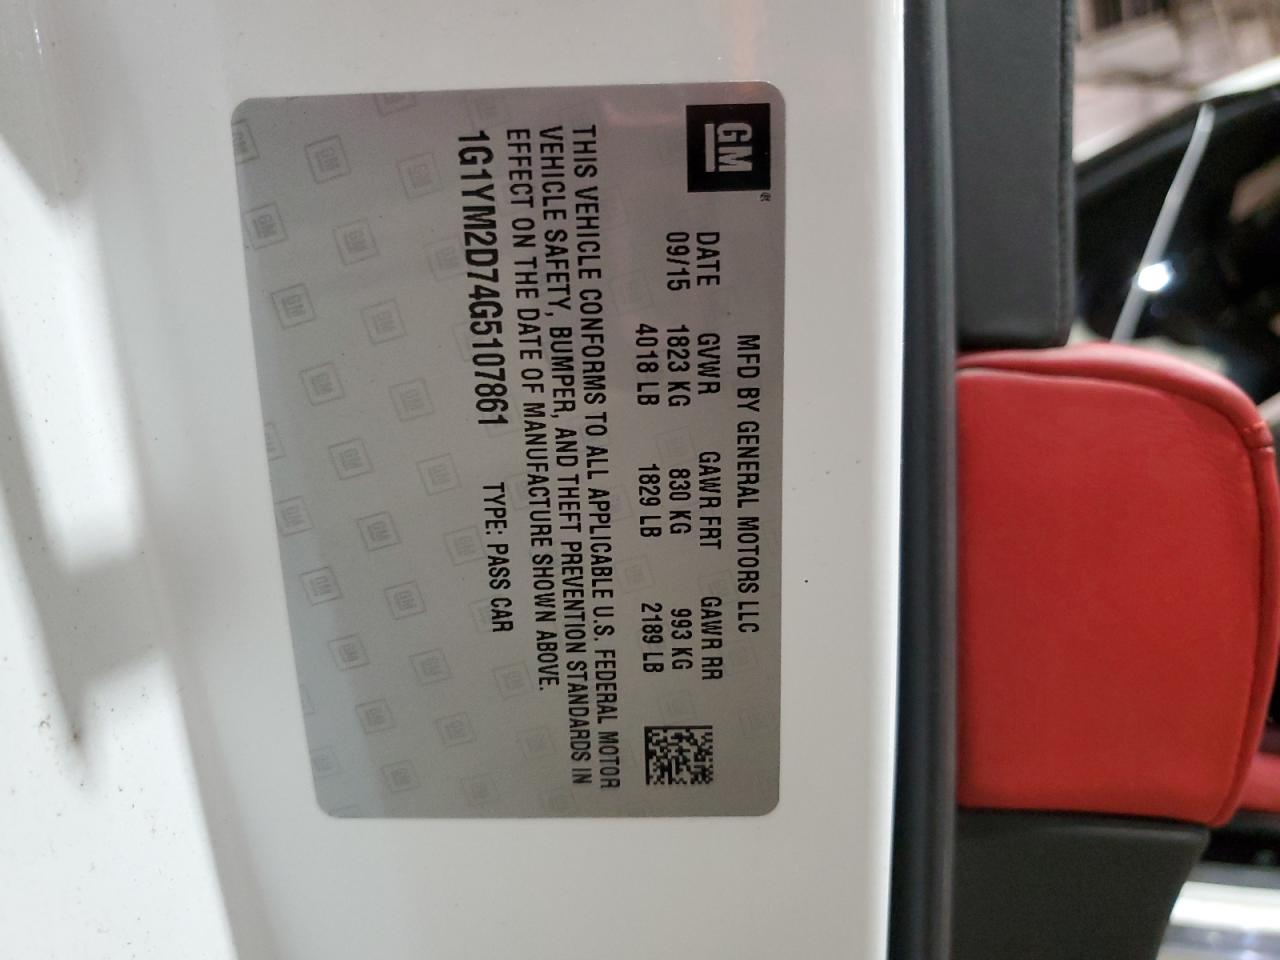 GM
MFD BY GENERAL MOTORS LLC
DATE GVWR GAWR FRT GAWR RR
09/15 1823 KG 830 KG 993 KG
4018 LB 1829 LB 2189 LB
THIS VEHICLE CONFORMS TO ALL APPLICABLE U.S. FEDERAL MOTOR
VEHICLE SAFETY, BUMPER, AND THEFT PREVENTION STANDARDS IN
EFFECT ON THE DATE OF MANUFACTURE SHOWN ABOVE.
1G1YM2D74G5107861 TYPE: PASS CAR